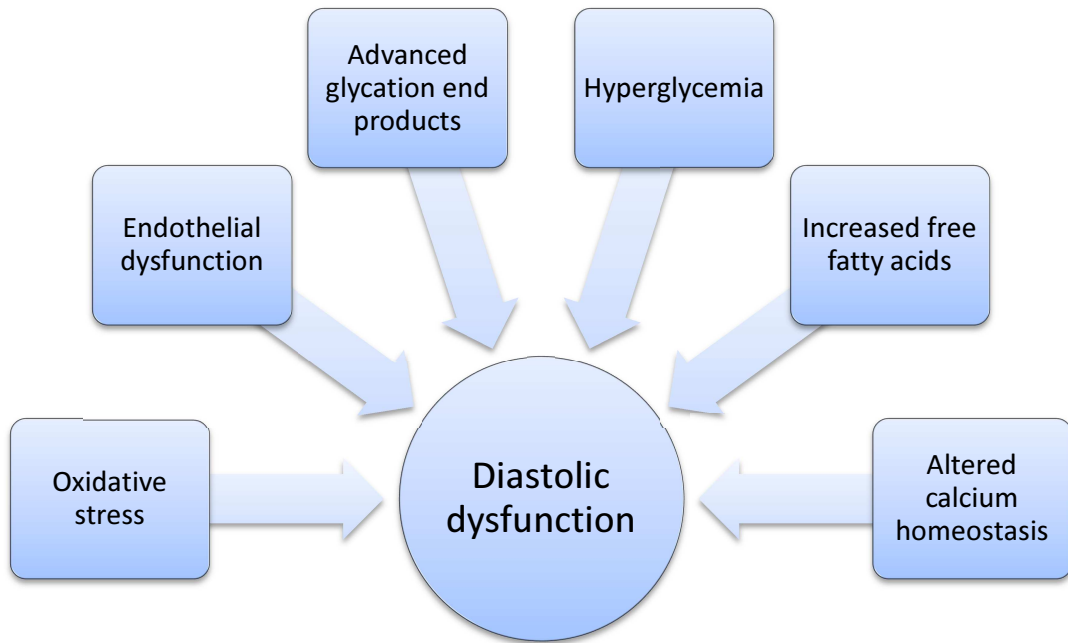 Advanced
glycation end
products
Hyperglycemia
Endothelial
dysfunction
Increased free
fatty acids
Oxidative
stress
Diastolic
dysfunction
Altered
calcium
homeostasis